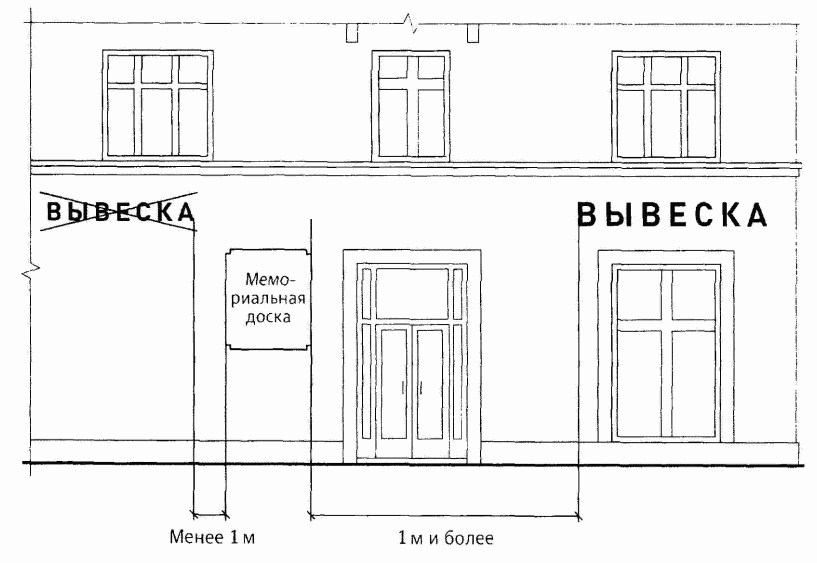 ВЫВЕСКА
ВЫВЕСКА
Мемо-
риальная
доска
Менее 1 м
1 м и более